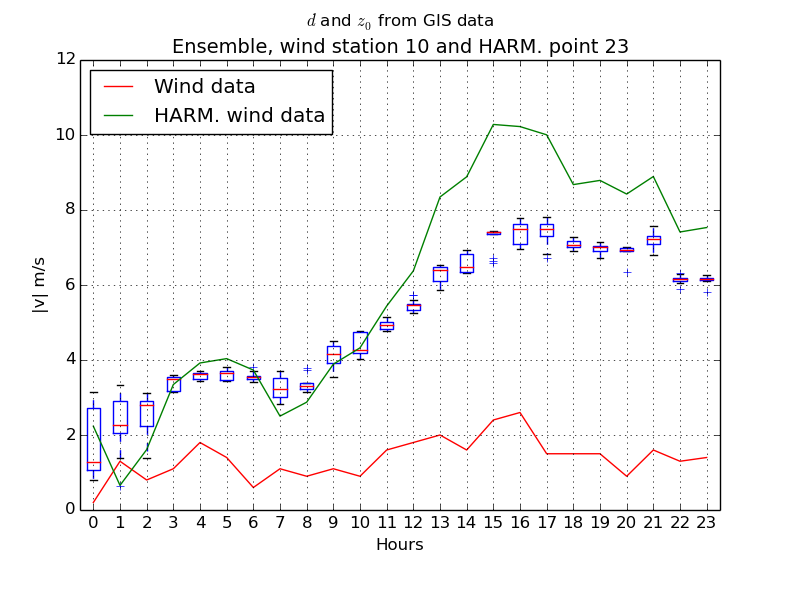 d and z₀ from GIS data
Ensemble, wind station 10 and HARM. point 23
Wind data
HARM. wind data
12
10
8
6
4
2
0
|v| m/s
0 1 2 3 4 5 6 7 8 9 10 11 12 13 14 15 16 17 18 19 20 21 22 23
Hours